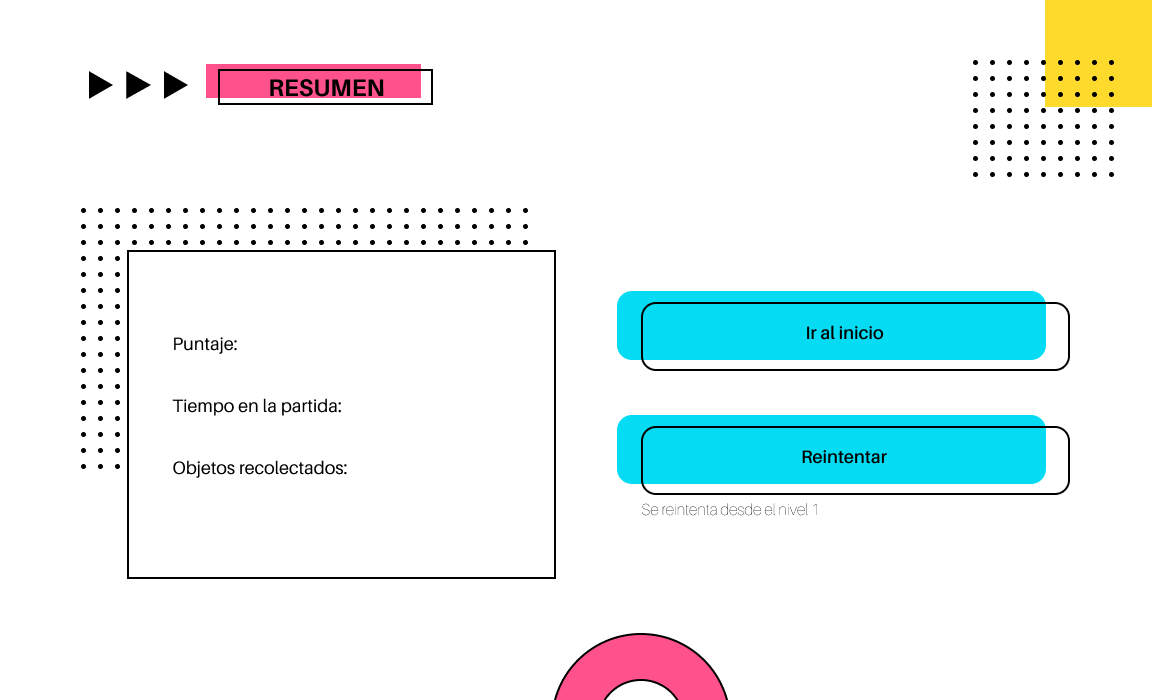 RESUMEN
Puntaje:
Tiempo en la partida:
Objetos recolectados:
Ir al inicio
Reintentar
Se reintenta desde el nivel 1